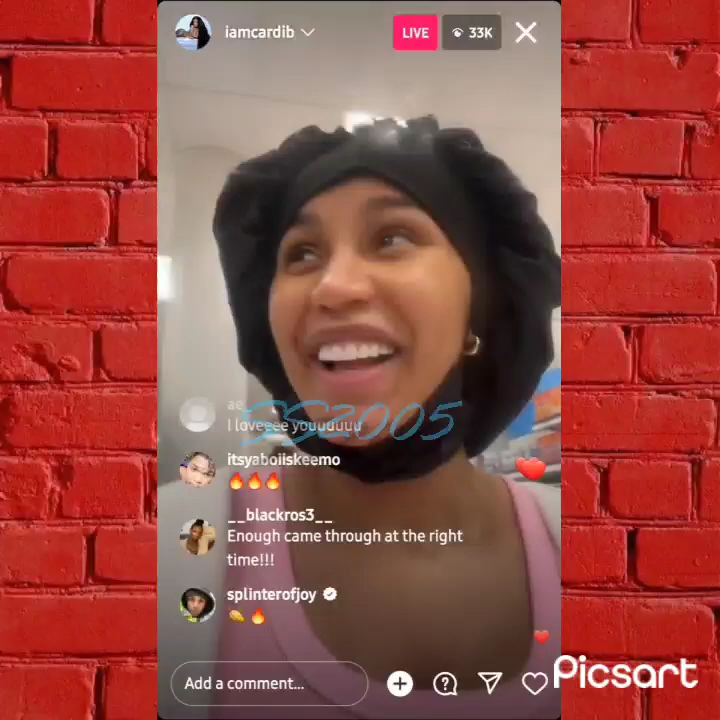 iamcardib
LIVE
33K
ae
I loveeee youuuuuu
SS2005
itsyaboiiskeemo
__blackros3__
Enough came through at the right
time!!!
splinterofjoy
Add a comment...
Picsart